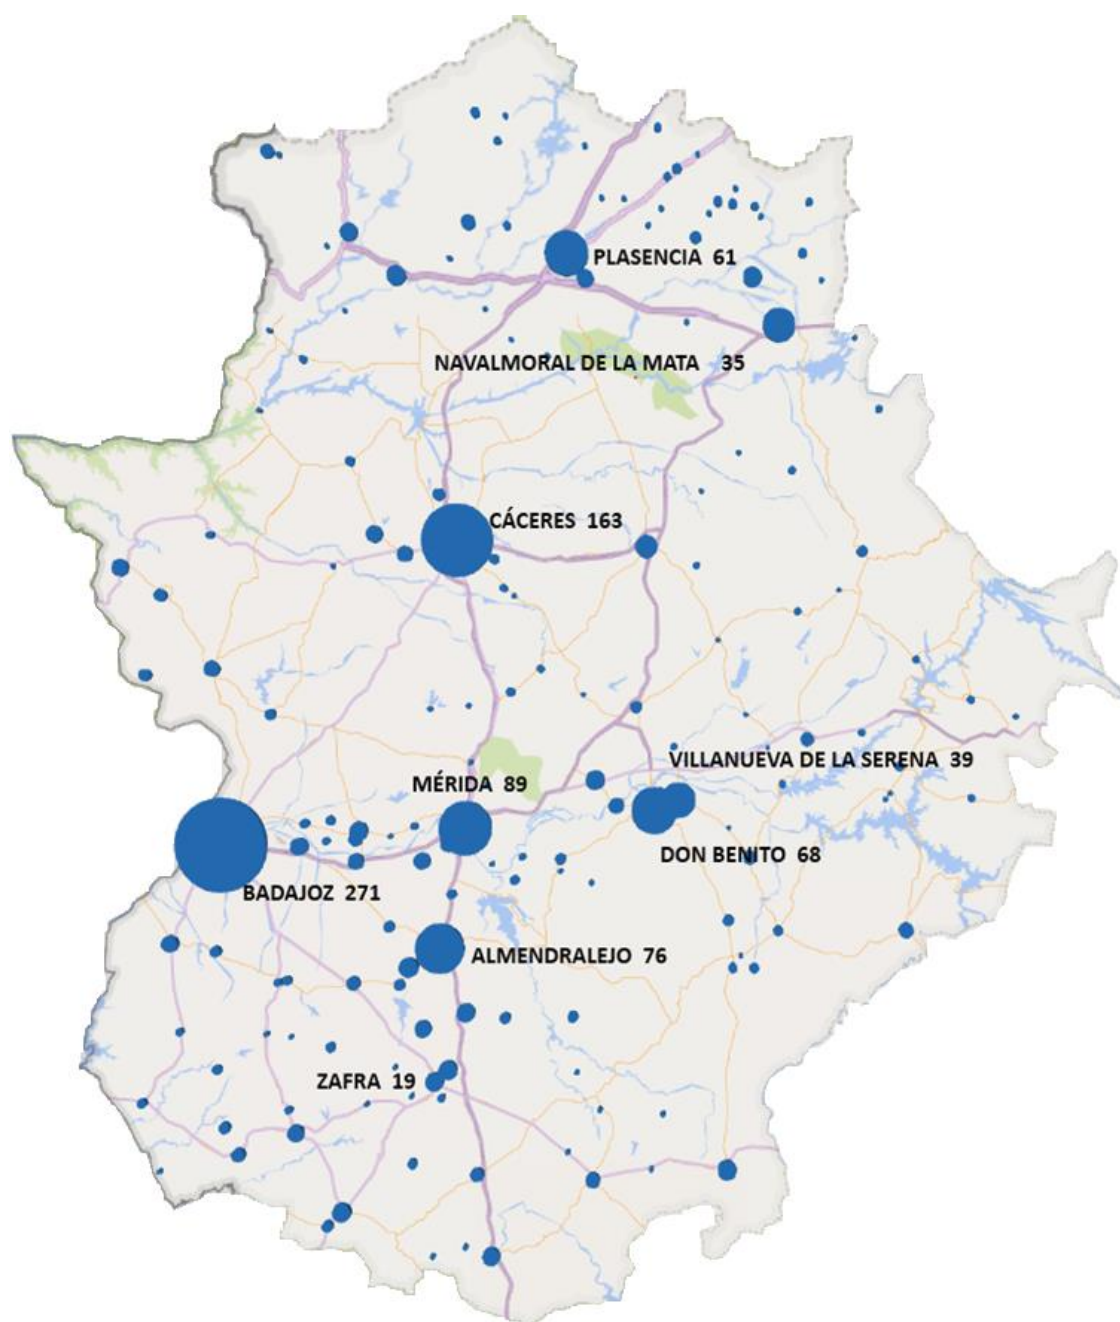 PLASENCIA 61
NAVALMORAL DE LA MATA 35
CÁCERES 163
VILLANUEVA DE LA SERENA 39
MÉRIDA 89
DON BENITO 68
BADAJOZ 271
ALMENDRALEJO 76
ZAFRA 19